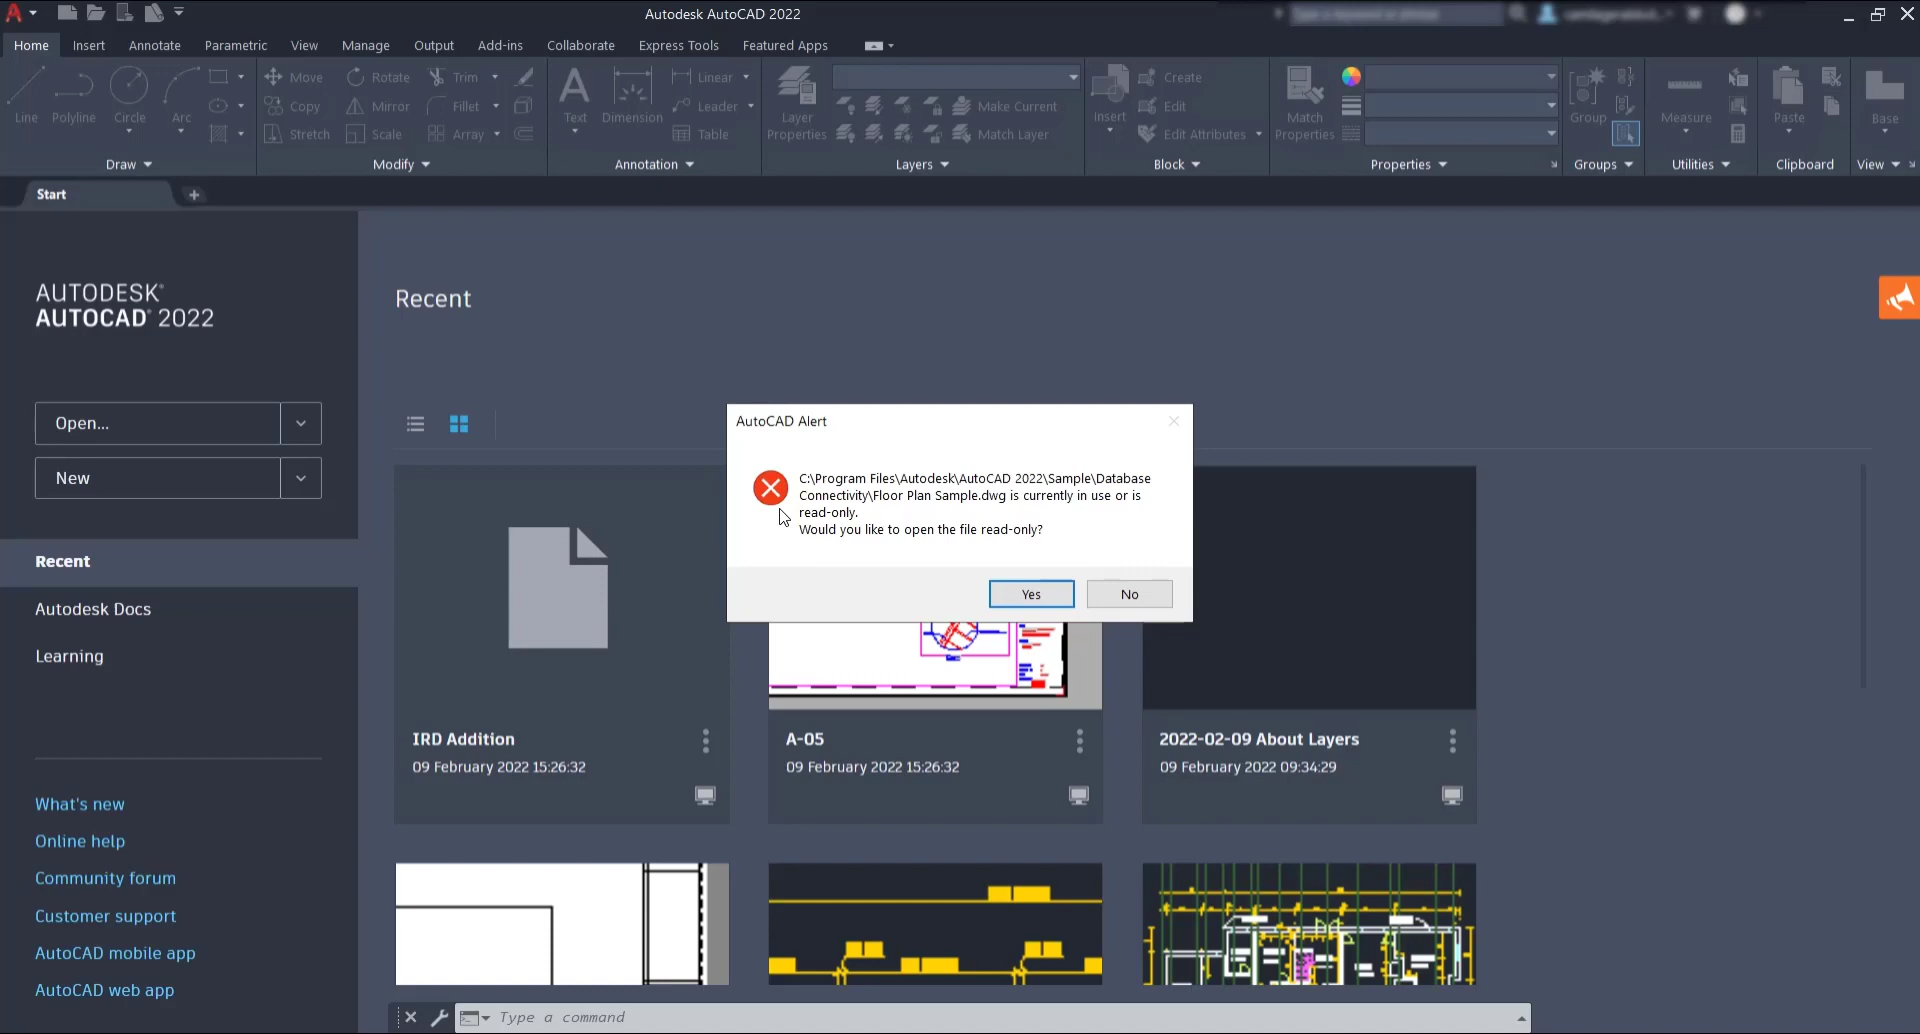 Autodesk AutoCAD 2022
Home Insert Annotate Parametric View Manage Output Add-ins Collaborate Express Tools Featured Apps
Line Polyline Circle Arc
Move Rotate Trim
Copy Mirror Fillet
Stretch Scale Array
Text Dimension
Linear
Leader
Table
Layer Properties
Make Current
Match Layer
Insert
Create
Edit
Edit Attributes
Match Properties
Group
Measure
Paste
Base
Draw Modify Annotation Layers Block Properties Groups Utilities Clipboard View
Start
AUTODESK®
AUTOCAD® 2022
Open...
New
Recent
Autodesk Docs
Learning
What's new
Online help
Community forum
Customer support
AutoCAD mobile app
AutoCAD web app
Recent
AutoCAD Alert
C:\Program Files\Autodesk\AutoCAD 2022\Sample\Database
Connectivity\Floor Plan Sample.dwg is currently in use or is
read-only.
Would you like to open the file read-only?
Yes No
IRD Addition
09 February 2022 15:26:32
A-05
09 February 2022 15:26:32
2022-02-09 About Layers
09 February 2022 09:34:29
Type a command